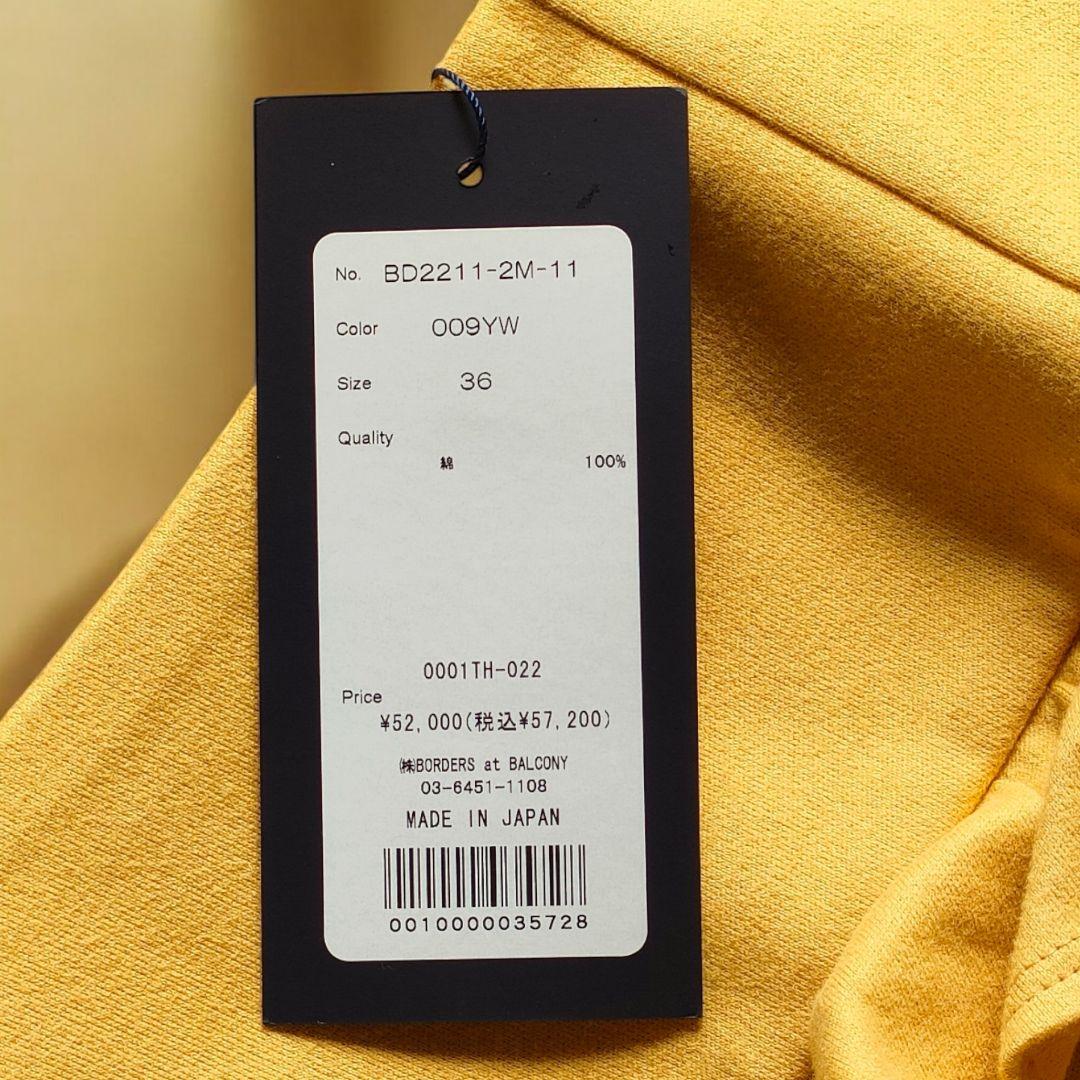 No. BD2211-2M-11
Color 009YW
Size 36
Quality
綿 100%
0001TH-022
Price
¥52,000(税込¥57,200)
㈱BORDERS at BALCONY
03-6451-1108
MADE IN JAPAN
0010000035728